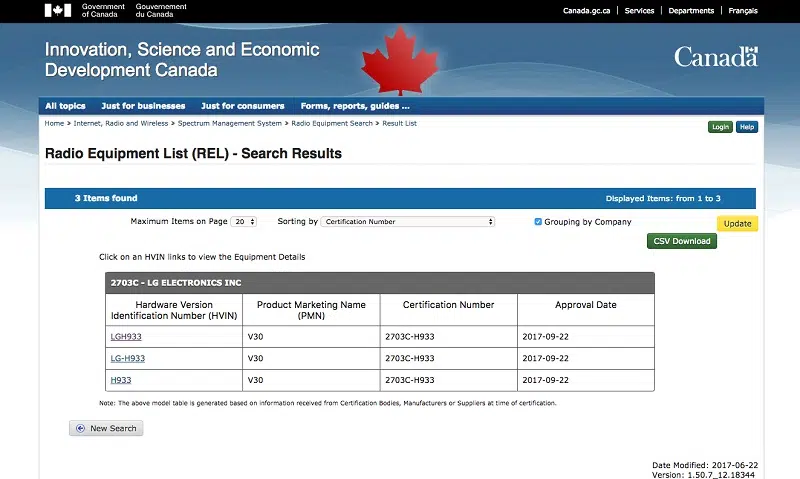 Government of Canada
Gouvernement du Canada
Canada.gc.ca | Services | Departments | Français
Innovation, Science and Economic
Development Canada
Canada
All topics Just for businesses Just for consumers Forms, reports, guides ...
Home > Internet, Radio and Wireless > Spectrum Management System > Radio Equipment Search > Result List
Login Help
Radio Equipment List (REL) - Search Results
3 Items found Displayed Items: from 1 to 3
Maximum Items on Page 20 Sorting by Certification Number Grouping by Company Update
CSV Download
Click on an HVIN links to view the Equipment Details
2703C - LG ELECTRONICS INC
Hardware Version Identification Number (HVIN) Product Marketing Name (PMN) Certification Number Approval Date
LGH933 V30 2703C-H933 2017-09-22
LG-H933 V30 2703C-H933 2017-09-22
H933 V30 2703C-H933 2017-09-22
Note: The above model table is generated based on information received from Certification Bodies, Manufacturers or Suppliers at time of certification.
New Search
Date Modified: 2017-06-22
Version: 1.50.7_12.18344